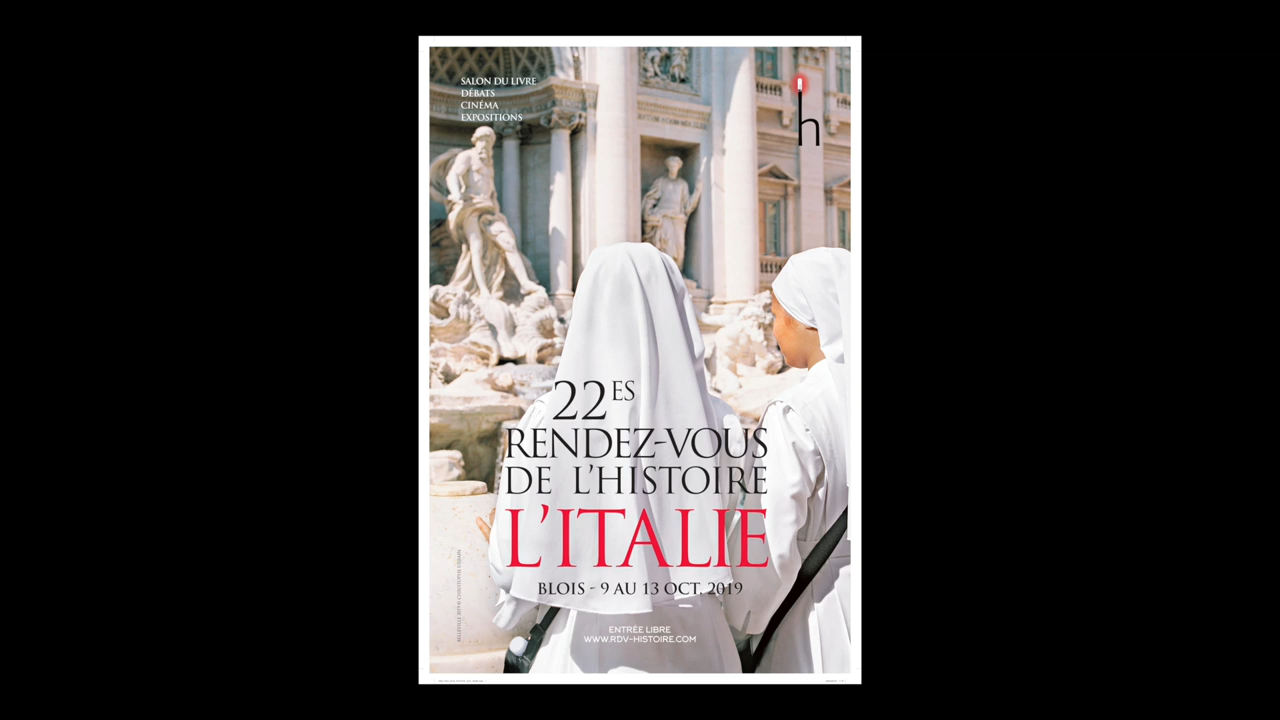 SALON DU LIVRE
DÉBATS
CINÉMA
EXPOSITIONS
h
22ES
RENDEZ-VOUS
DE L'HISTOIRE
L'ITALIE
BLOIS - 9 AU 13 OCT. 2019
ENTRÉE LIBRE
WWW.RDV-HISTOIRE.COM